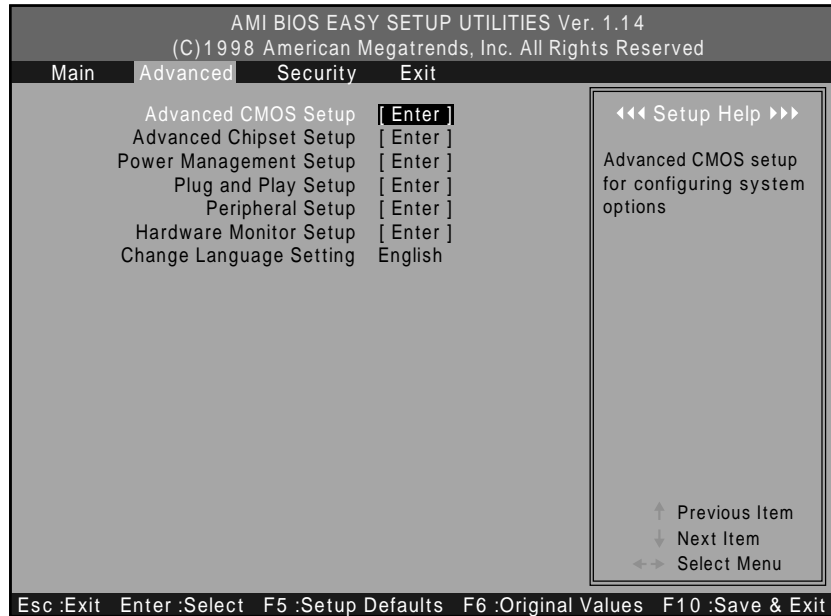 AMI BIOS EASY SETUP UTILITIES Ver. 1.14
(C)1998 American Megatrends, Inc. All Rights Reserved
Main Advanced Security Exit
Advanced CMOS Setup [ Enter ]
Advanced Chipset Setup [ Enter ]
Power Management Setup [ Enter ]
Plug and Play Setup [ Enter ]
Peripheral Setup [ Enter ]
Hardware Monitor Setup [ Enter ]
Change Language Setting English
Setup Help
Advanced CMOS setup
for configuring system
options
Previous Item
Next Item
Select Menu
Esc :Exit Enter :Select F5 :Setup Defaults F6 :Original Values F10 :Save & Exit